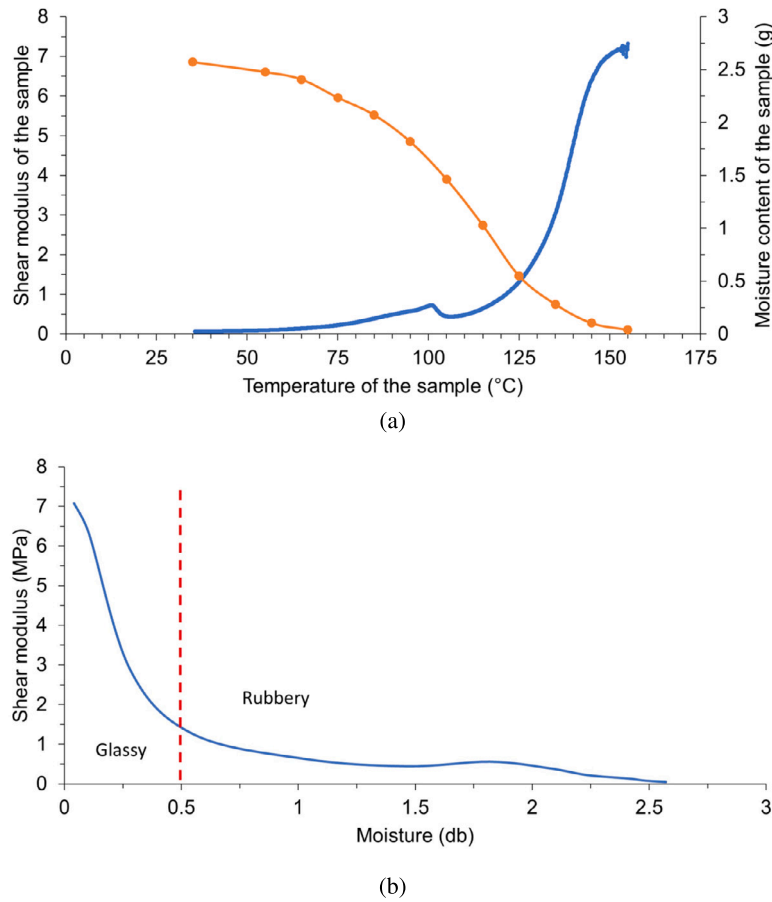 8
7
6
5
4
3
2
1
0
Shear modulus of the sample
3
2.5
2
1.5
1
0.5
0
Moisture content of the sample (g)
0 25 50 75 100 125 150 175
Temperature of the sample (°C)
(a)
8
7
6
5
4
3
2
1
0
Shear modulus (MPa)
Rubbery
Glassy
0 0.5 1 1.5 2 2.5 3
Moisture (db)
(b)